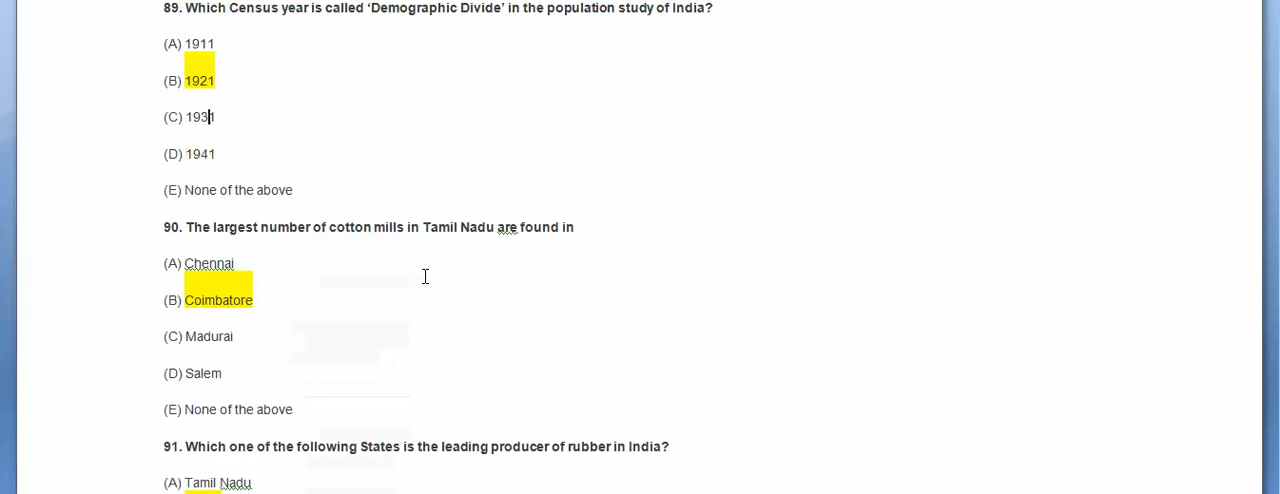 89. Which Census year is called ‘Demographic Divide’ in the population study of India?
(A) 1911
(B) 1921
(C) 1931
(D) 1941
(E) None of the above
90. The largest number of cotton mills in Tamil Nadu are found in
(A) Chennai
(B) Coimbatore
(C) Madurai
(D) Salem
(E) None of the above
91. Which one of the following States is the leading producer of rubber in India?
(A) Tamil Nadu